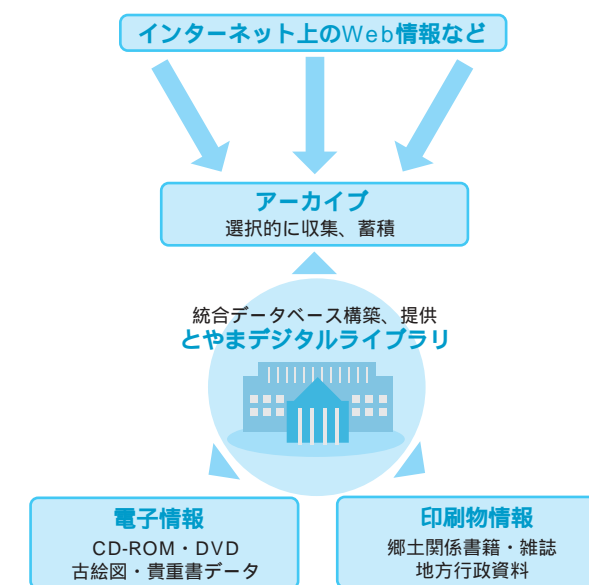 インターネット上のWeb情報など
アーカイブ
選択的に収集、蓄積
統合データベース構築、提供
とやまデジタルライブラリ
電子情報
CD-ROM・DVD
古絵図・貴重書データ
印刷物情報
郷土関係書籍・雑誌
地方行政資料